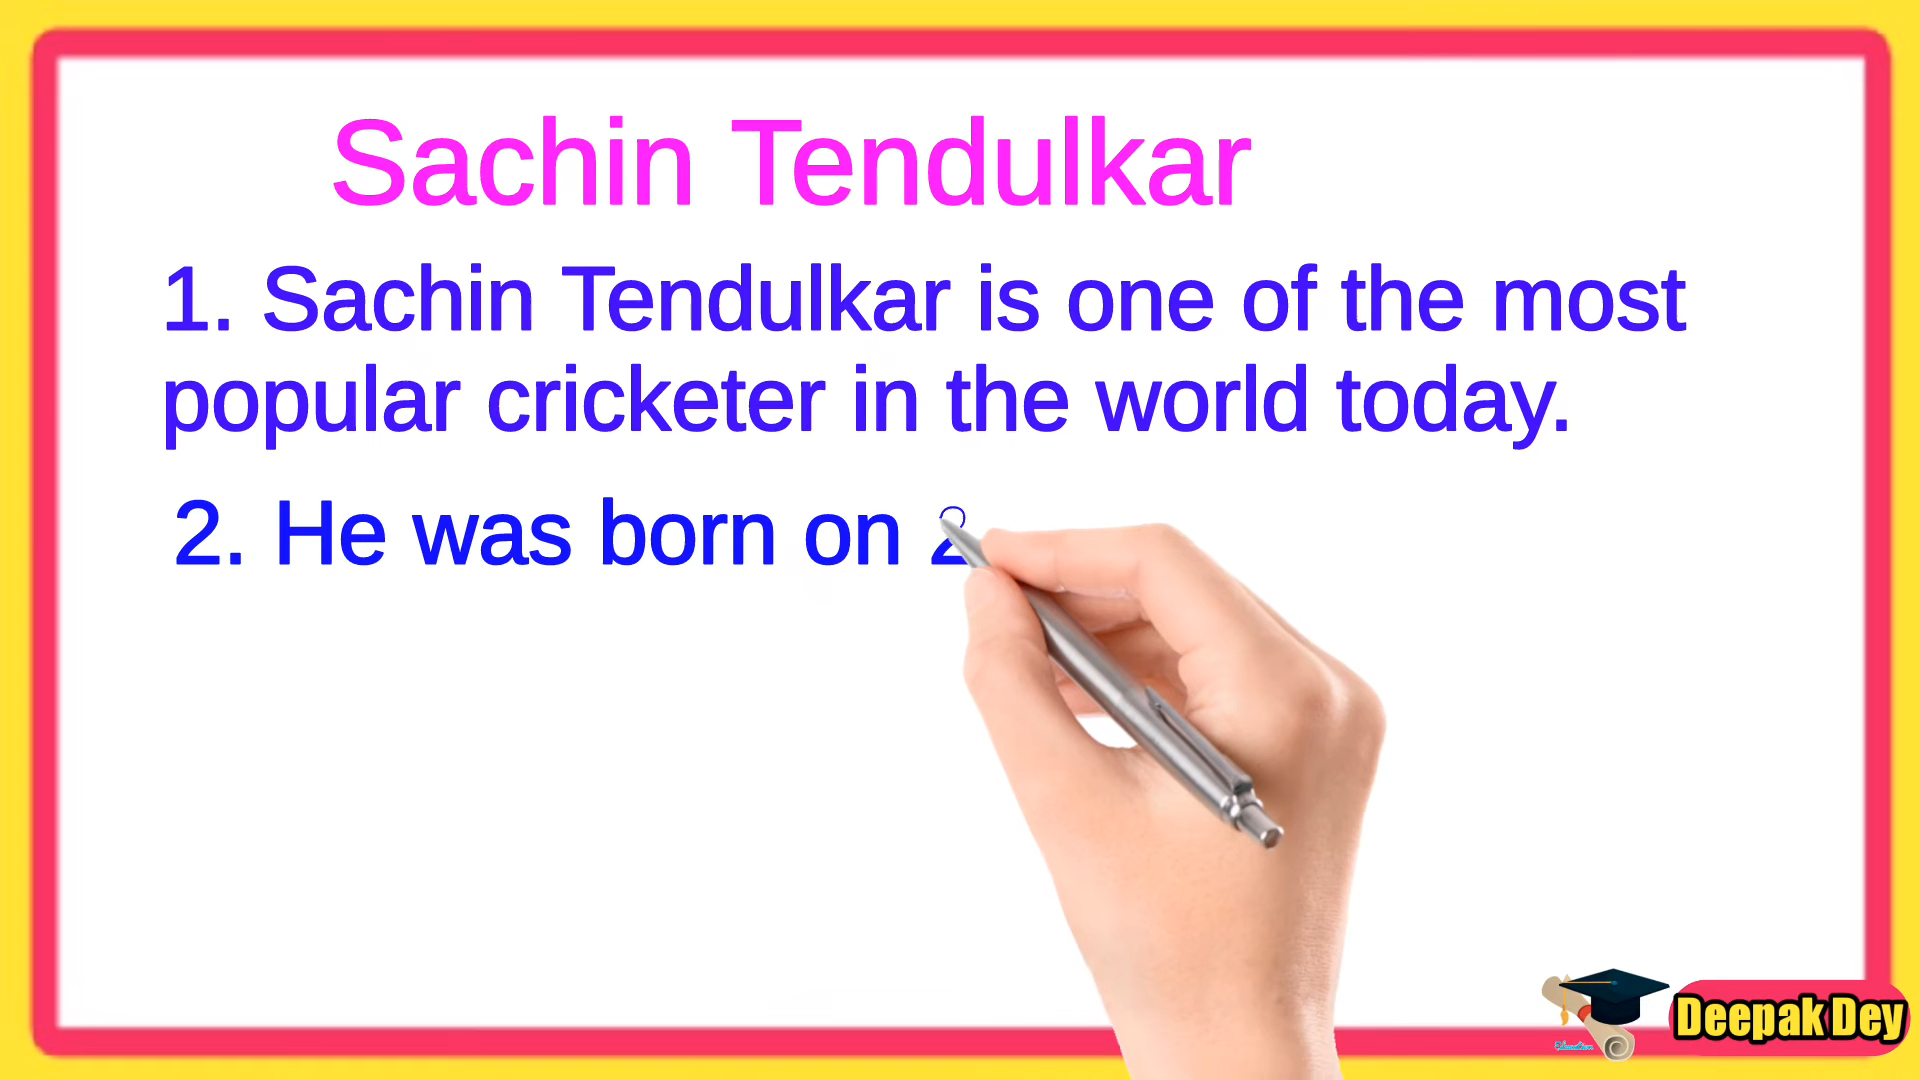 Sachin Tendulkar
1. Sachin Tendulkar is one of the most
popular cricketer in the world today.
2. He was born on 2
Deepak Dey